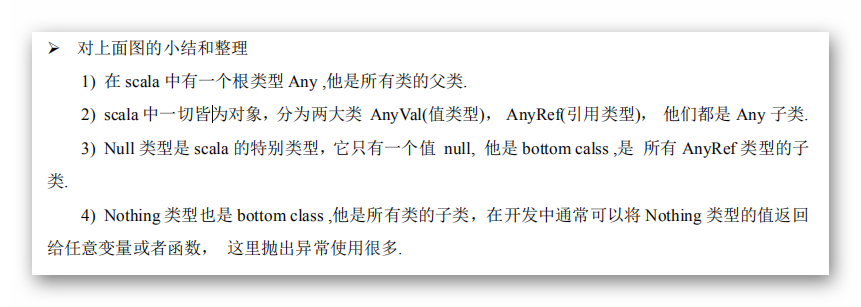 ➢ 对上面图的小结和整理
1) 在 scala 中有一个根类型 Any ,他是所有类的父类.
2) scala 中一切皆为对象，分为两大类 AnyVal(值类型)， AnyRef(引用类型)， 他们都是 Any 子类.
3) Null 类型是 scala 的特别类型，它只有一个值 null, 他是 bottom calss ,是 所有 AnyRef 类型的子
类.
4) Nothing 类型也是 bottom class ,他是所有类的子类，在开发中通常可以将 Nothing 类型的值返回
给任意变量或者函数， 这里抛出异常使用很多.